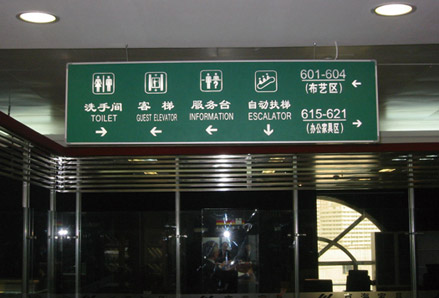 洗手间
TOILET
→
客梯
GUEST ELEVATOR
←
服务台
INFORMATION
←
自动扶梯
ESCALATOR
↓
601-604
(布艺区)
←
615-621
(办公家具区)
→